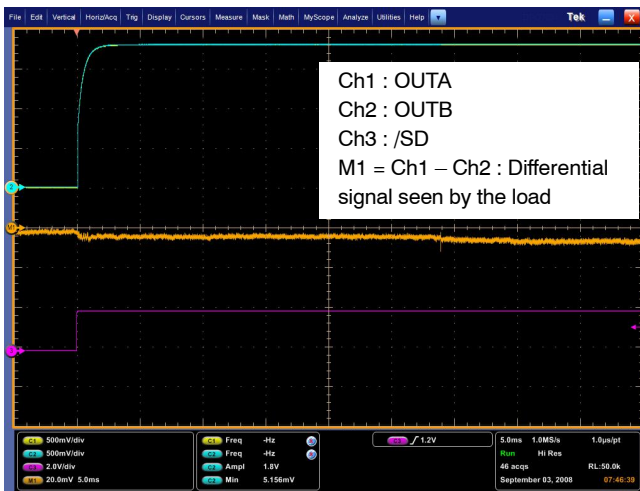 File Edit Vertical Horiz/Acq Trig Display Cursors Measure Mask Math MyScope Analyze Utilities Help Tek X
Ch1 : OUTA
Ch2 : OUTB
Ch3 : /SD
M1 = Ch1 – Ch2 : Differential
signal seen by the load
2
M1
3
C1 500mV/div
C2 500mV/div
C3 2.0V/div
M1 20.0mV 5.0ms
C1 Freq -Hz
C2 Freq -Hz
C2 Ampl 1.8V
C2 Min 5.156mV
C3 1.2V
5.0ms 1.0MS/s 1.0µs/pt
Run Hi Res
46 acqs RL:50.0k
September 03, 2008 07:46:39